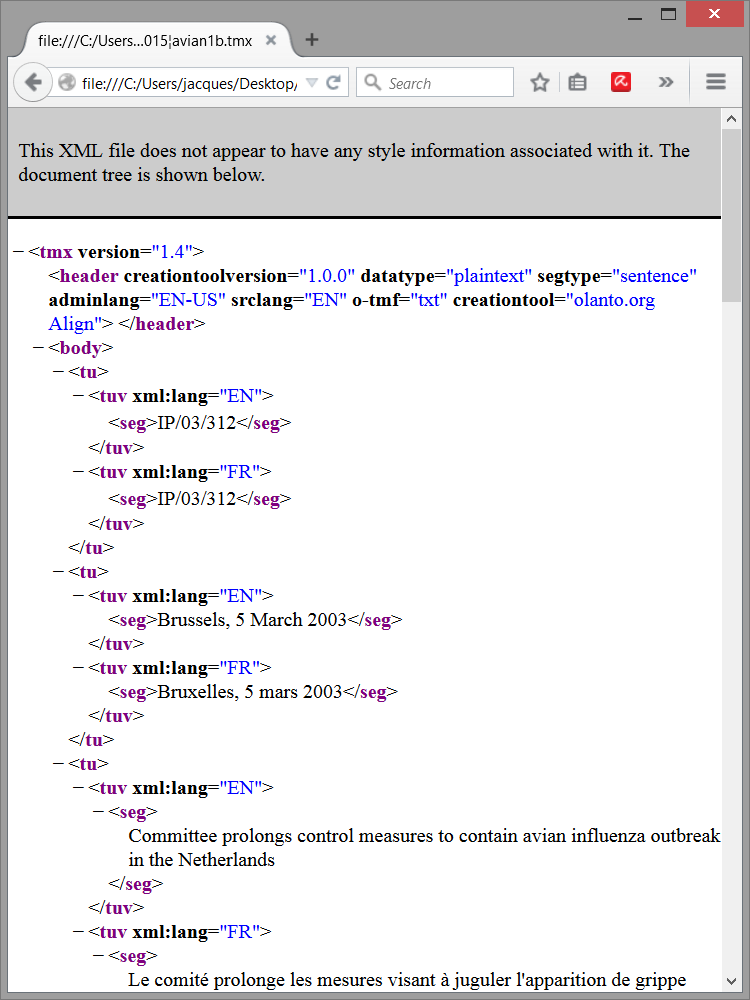 file:///C:/Users...015¦avian1b.tmx
file:///C:/Users/jacques/Desktop/
Search
This XML file does not appear to have any style information associated with it. The
document tree is shown below.
− <tmx version="1.4">
<header creationtoolversion="1.0.0" datatype="plaintext" segtype="sentence"
adminlang="EN-US" srclang="EN" o-tmf="txt" creationtool="olanto.org
Align"> </header>
− <body>
− <tu>
− <tuv xml:lang="EN">
<seg>IP/03/312</seg>
</tuv>
− <tuv xml:lang="FR">
<seg>IP/03/312</seg>
</tuv>
</tu>
− <tu>
− <tuv xml:lang="EN">
<seg>Brussels, 5 March 2003</seg>
</tuv>
− <tuv xml:lang="FR">
<seg>Bruxelles, 5 mars 2003</seg>
</tuv>
</tu>
− <tu>
− <tuv xml:lang="EN">
− <seg>
Committee prolongs control measures to contain avian influenza outbreak
in the Netherlands
</seg>
</tuv>
− <tuv xml:lang="FR">
− <seg>
Le comité prolonge les mesures visant à juguler l'apparition de grippe